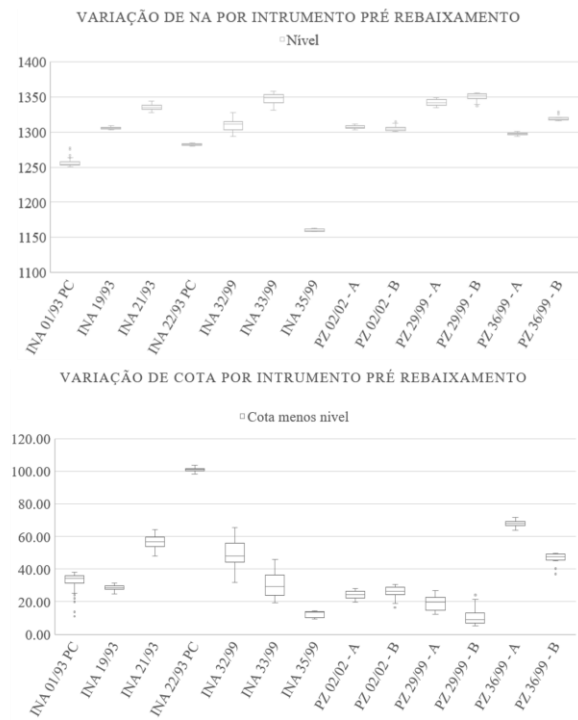 VARIAÇÃO DE NA POR INTRUMENTO PRÉ REBAIXAMENTO
Nível
1400
1350
1300
1250
1200
1150
1100
INA 01/93 PC
INA 19/93
INA 21/93
INA 22/93 PC
INA 32/99
INA 33/99
INA 35/99
PZ 02/02 - A
PZ 02/02 - B
PZ 29/99 - A
PZ 29/99 - B
PZ 36/99 - A
PZ 36/99 - B
VARIAÇÃO DE COTA POR INTRUMENTO PRÉ REBAIXAMENTO
Cota menos nivel
120.00
100.00
80.00
60.00
40.00
20.00
0.00
INA 01/93 PC
INA 19/93
INA 21/93
INA 22/93 PC
INA 32/99
INA 33/99
INA 35/99
PZ 02/02 - A
PZ 02/02 - B
PZ 29/99 - A
PZ 29/99 - B
PZ 36/99 - A
PZ 36/99 - B